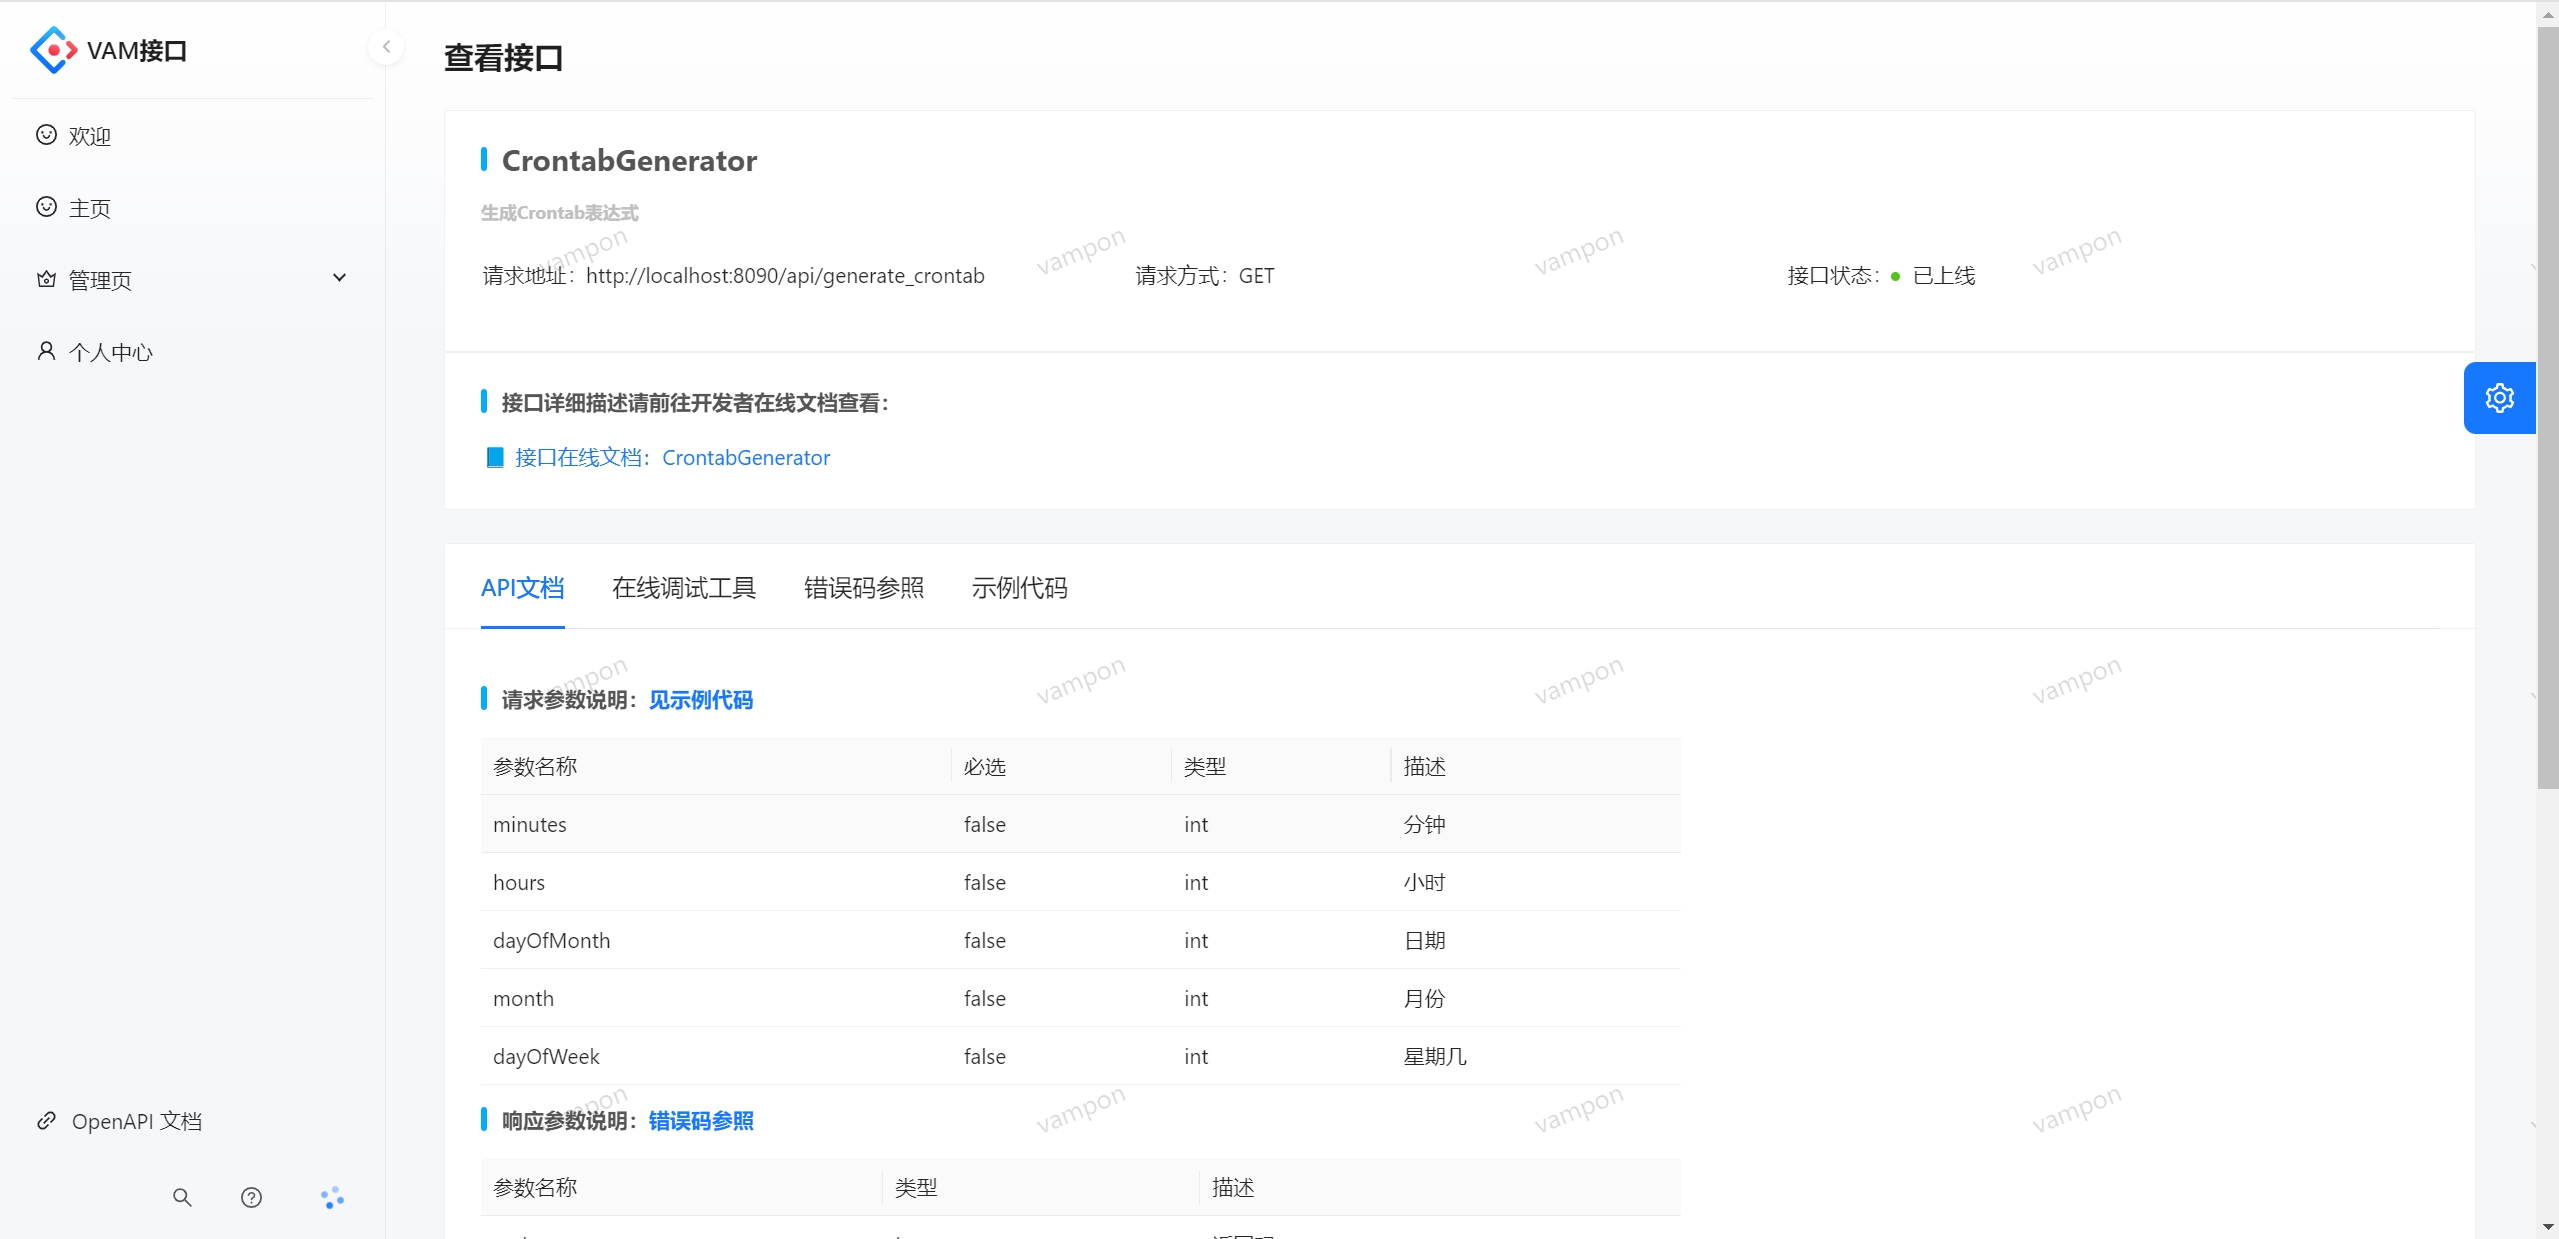 VAM接口
欢迎
主页
管理页
个人中心
OpenAPI 文档
查看接口
CrontabGenerator
生成Crontab表达式
请求地址：http://localhost:8090/api/generate_crontab
请求方式：GET
接口状态：已上线
接口详细描述请前往开发者在线文档查看：
接口在线文档：CrontabGenerator
API文档
在线调试工具
错误码参照
示例代码
请求参数说明：见示例代码
参数名称 必选 类型 描述
minutes false int 分钟
hours false int 小时
dayOfMonth false int 日期
month false int 月份
dayOfWeek false int 星期几
响应参数说明：错误码参照
参数名称 类型 描述
vampon vampon vampon vampon
vampon vampon vampon vampon
vampon vampon vampon vampon